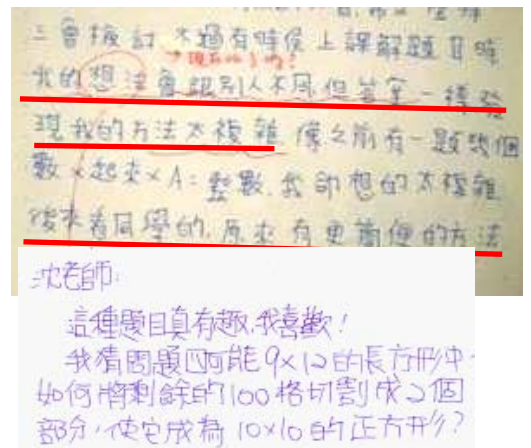 會檢討, 不過有時候上課解題目時
我的想法會跟別人不同但答案一樣發
現我的方法太複雜, 像之前有一題幾個
數×起來×A=整數, 我卻想的太複雜
後來看同學的, 原來有更簡便的方法
沈老師:
這種題目真有趣, 我喜歡!
我猜問題四可能9×12的長方形中,
如何將剩餘的100格切割成2個
部分, 使它成為10×10的正方形?